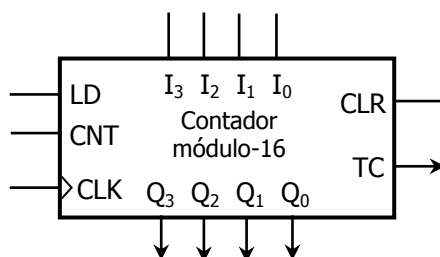 I3 I2 I1 I0
LD
CLR
Contador
CNT
módulo-16
TC
CLK
Q3 Q2 Q1 Q0